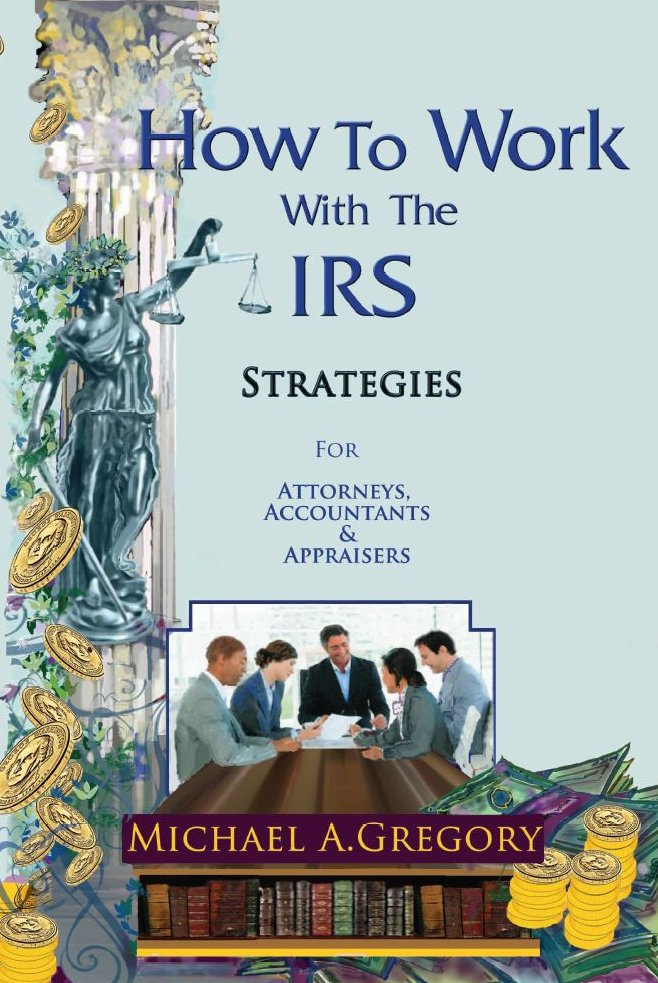 How To Work
With The
IRS
Strategies
For
Attorneys,
Accountants
&
Appraisers
Michael A.Gregory